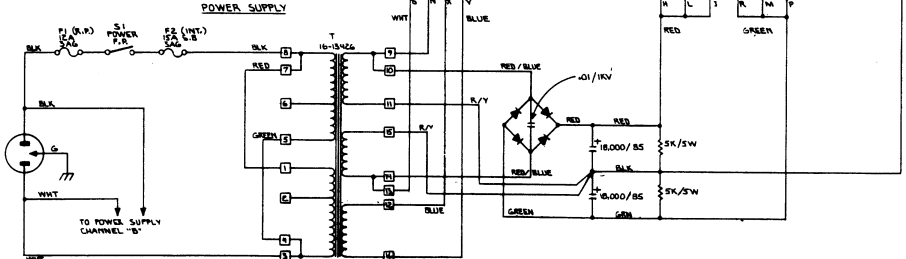 POWER SUPPLY
F1 (R.P.)
12A
3AG
S1
POWER
F.P.
F2 (INT.)
15A S.B
3AG
T
16-13426
BLK
BLK
8
RED
7
6
GREEN
5
1
2
4
3
9
10
11
15
14
13
12
16
WHT
BLUE
RED/BLUE
.01/1KV
R/Y
R/Y
RED/BLUE
BLUE
GREEN
RED
RED
+
18,000/85
5K/5W
BLK
+
18,000/85
5K/5W
GRN
H L J
R M P
RED
GREEN
BLK
G
WHT
TO POWER SUPPLY
CHANNEL "B"